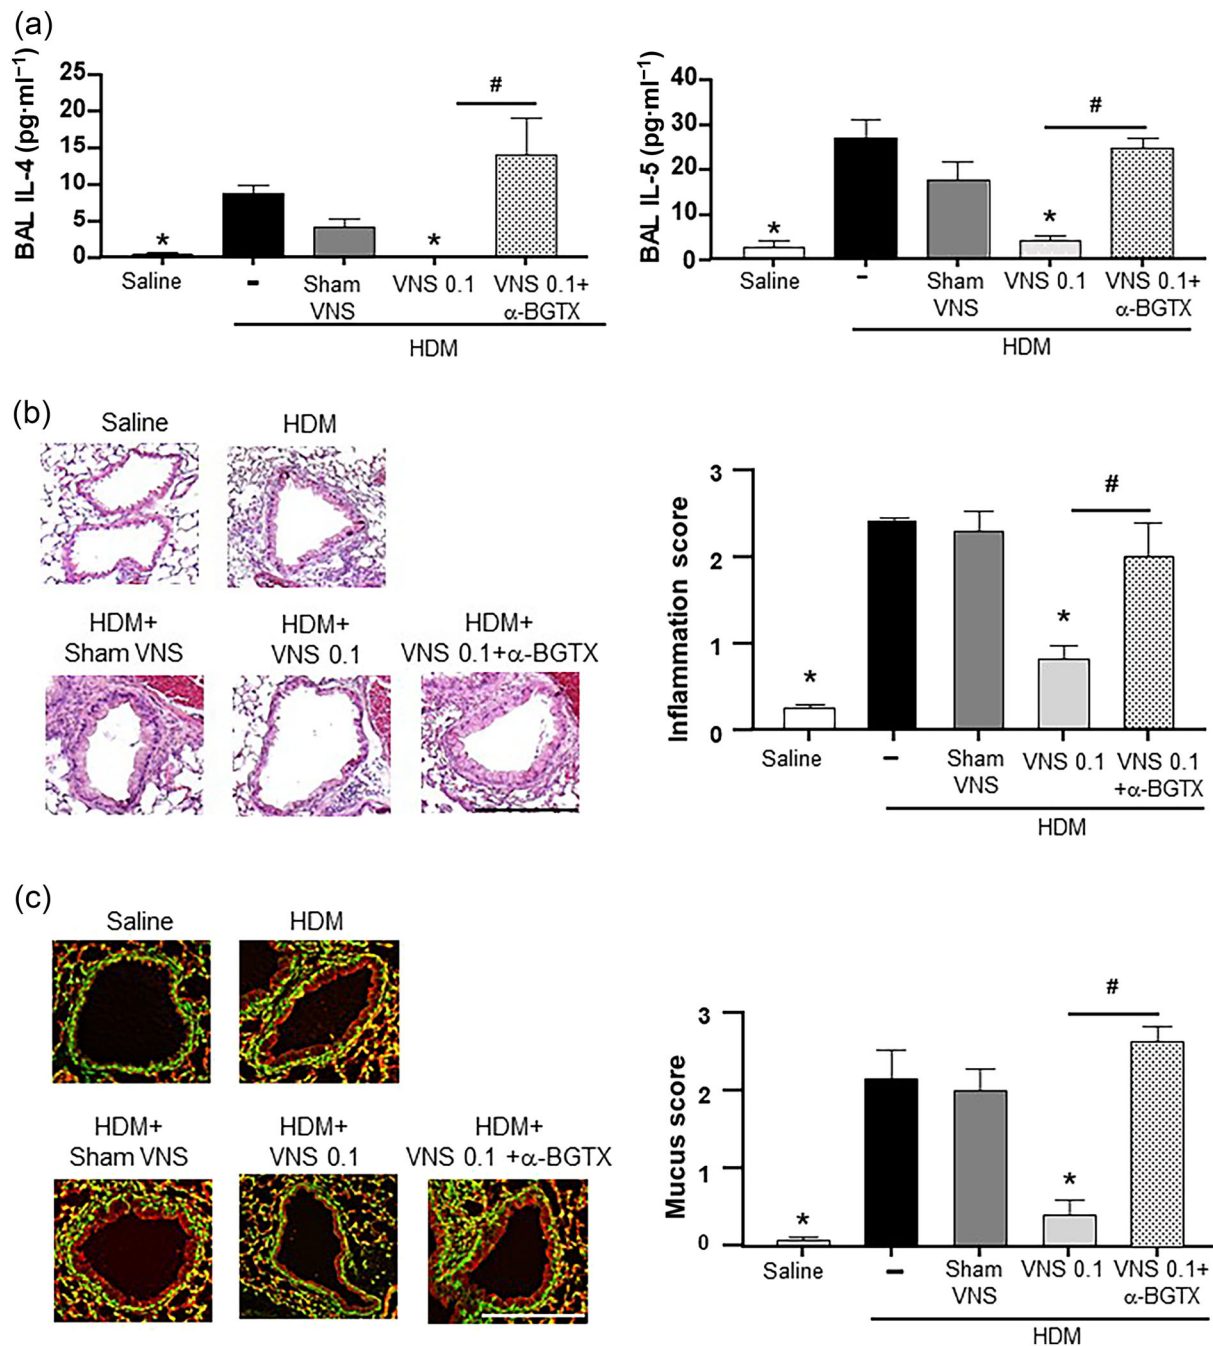 (a)
BAL IL-4 (pg·ml⁻¹)
25
20
15
10
5
0
#
*
*
Saline
-
Sham
VNS
VNS 0.1
VNS 0.1+
α-BGTX
HDM
BAL IL-5 (pg·ml⁻¹)
40
30
20
10
0
#
*
*
Saline
-
Sham
VNS
VNS 0.1
VNS 0.1+
α-BGTX
HDM
(b)
Saline
HDM
HDM+
Sham VNS
HDM+
VNS 0.1
HDM+
VNS 0.1+α-BGTX
Inflammation score
3
2
1
0
#
*
*
Saline
-
Sham
VNS
VNS 0.1
VNS 0.1
+α-BGTX
HDM
(c)
Saline
HDM
HDM+
Sham VNS
HDM+
VNS 0.1
HDM+
VNS 0.1 +α-BGTX
Mucus score
3
2
1
0
#
*
*
Saline
-
Sham
VNS
VNS 0.1
VNS 0.1+
α-BGTX
HDM